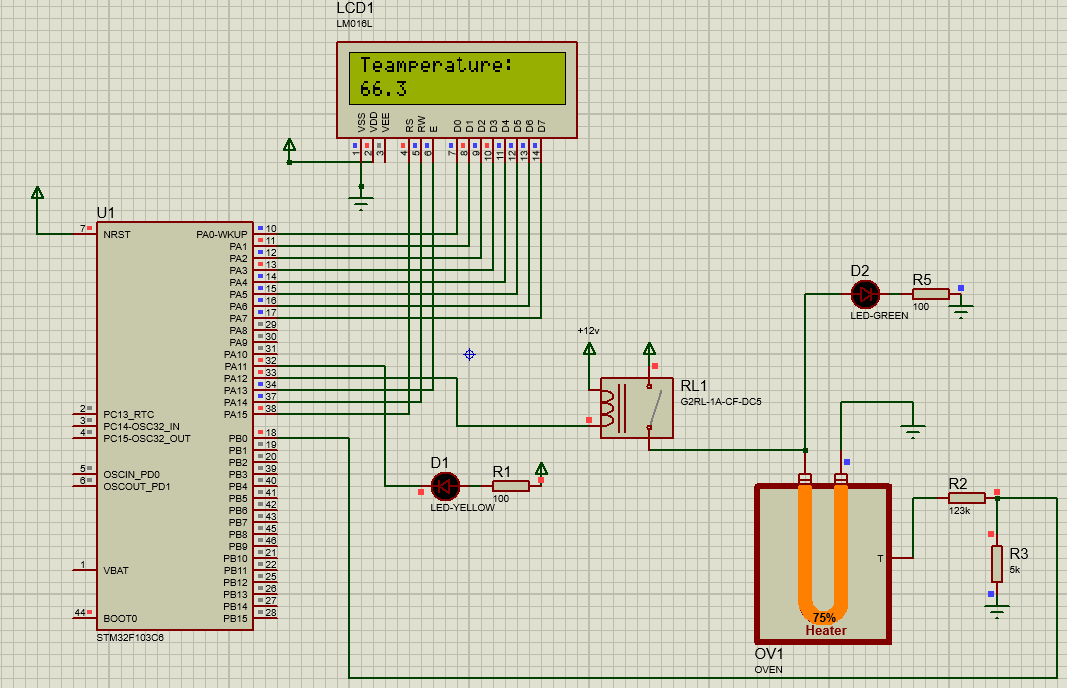 LCD1
LM016L
Teamperature:
66.3
VSS VDD VEE RS RW E D0 D1 D2 D3 D4 D5 D6 D7
1 2 3 4 5 6 7 8 9 10 11 12 13 14
U1
7 NRST
PA0-WKUP 10
PA1 11
PA2 12
PA3 13
PA4 14
PA5 15
PA6 16
PA7 17
PA8 29
PA9 30
PA10 31
PA11 32
PA12 33
PA13 34
PA14 37
PA15 38
2 PC13_RTC
3 PC14-OSC32_IN
4 PC15-OSC32_OUT
PB0 18
PB1 19
PB2 20
PB3 39
PB4 40
PB5 41
PB6 42
PB7 43
PB8 45
PB9 46
PB10 21
PB11 22
PB12 25
PB13 26
PB14 27
PB15 28
5 OSCIN_PD0
6 OSCOUT_PD1
1 VBAT
44 BOOT0
STM32F103C6
D2
LED-GREEN
R5
100
+12v
RL1
G2RL-1A-CF-DC5
D1
LED-YELLOW
R1
100
R2
123k
R3
5k
T
75%
Heater
OV1
OVEN